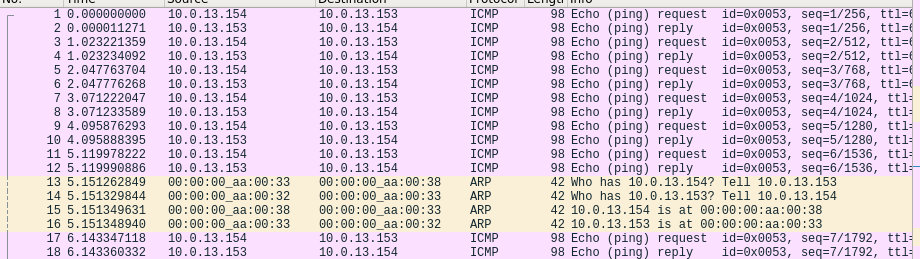 No. Time Source Destination Protocol Length Info
1 0.000000000 10.0.13.154 10.0.13.153 ICMP 98 Echo (ping) request id=0x0053, seq=1/256, ttl=
2 0.000011271 10.0.13.153 10.0.13.154 ICMP 98 Echo (ping) reply id=0x0053, seq=1/256, ttl=
3 1.023221359 10.0.13.154 10.0.13.153 ICMP 98 Echo (ping) request id=0x0053, seq=2/512, ttl=
4 1.023234092 10.0.13.153 10.0.13.154 ICMP 98 Echo (ping) reply id=0x0053, seq=2/512, ttl=
5 2.047763704 10.0.13.154 10.0.13.153 ICMP 98 Echo (ping) request id=0x0053, seq=3/768, ttl=
6 2.047776268 10.0.13.153 10.0.13.154 ICMP 98 Echo (ping) reply id=0x0053, seq=3/768, ttl=
7 3.071222047 10.0.13.154 10.0.13.153 ICMP 98 Echo (ping) request id=0x0053, seq=4/1024, ttl=
8 3.071233589 10.0.13.153 10.0.13.154 ICMP 98 Echo (ping) reply id=0x0053, seq=4/1024, ttl=
9 4.095876293 10.0.13.154 10.0.13.153 ICMP 98 Echo (ping) request id=0x0053, seq=5/1280, ttl=
10 4.095888395 10.0.13.153 10.0.13.154 ICMP 98 Echo (ping) reply id=0x0053, seq=5/1280, ttl=
11 5.119978222 10.0.13.154 10.0.13.153 ICMP 98 Echo (ping) request id=0x0053, seq=6/1536, ttl=
12 5.119990886 10.0.13.153 10.0.13.154 ICMP 98 Echo (ping) reply id=0x0053, seq=6/1536, ttl=
13 5.151262849 00:00:00_aa:00:33 00:00:00_aa:00:38 ARP 42 Who has 10.0.13.154? Tell 10.0.13.153
14 5.151329844 00:00:00_aa:00:32 00:00:00_aa:00:33 ARP 42 Who has 10.0.13.153? Tell 10.0.13.154
15 5.151349631 00:00:00_aa:00:38 00:00:00_aa:00:33 ARP 42 10.0.13.154 is at 00:00:00:aa:00:38
16 5.151348940 00:00:00_aa:00:33 00:00:00_aa:00:32 ARP 42 10.0.13.153 is at 00:00:00:aa:00:33
17 6.143347118 10.0.13.154 10.0.13.153 ICMP 98 Echo (ping) request id=0x0053, seq=7/1792, ttl=
18 6.143360332 10.0.13.153 10.0.13.154 ICMP 98 Echo (ping) reply id=0x0053, seq=7/1792, ttl=